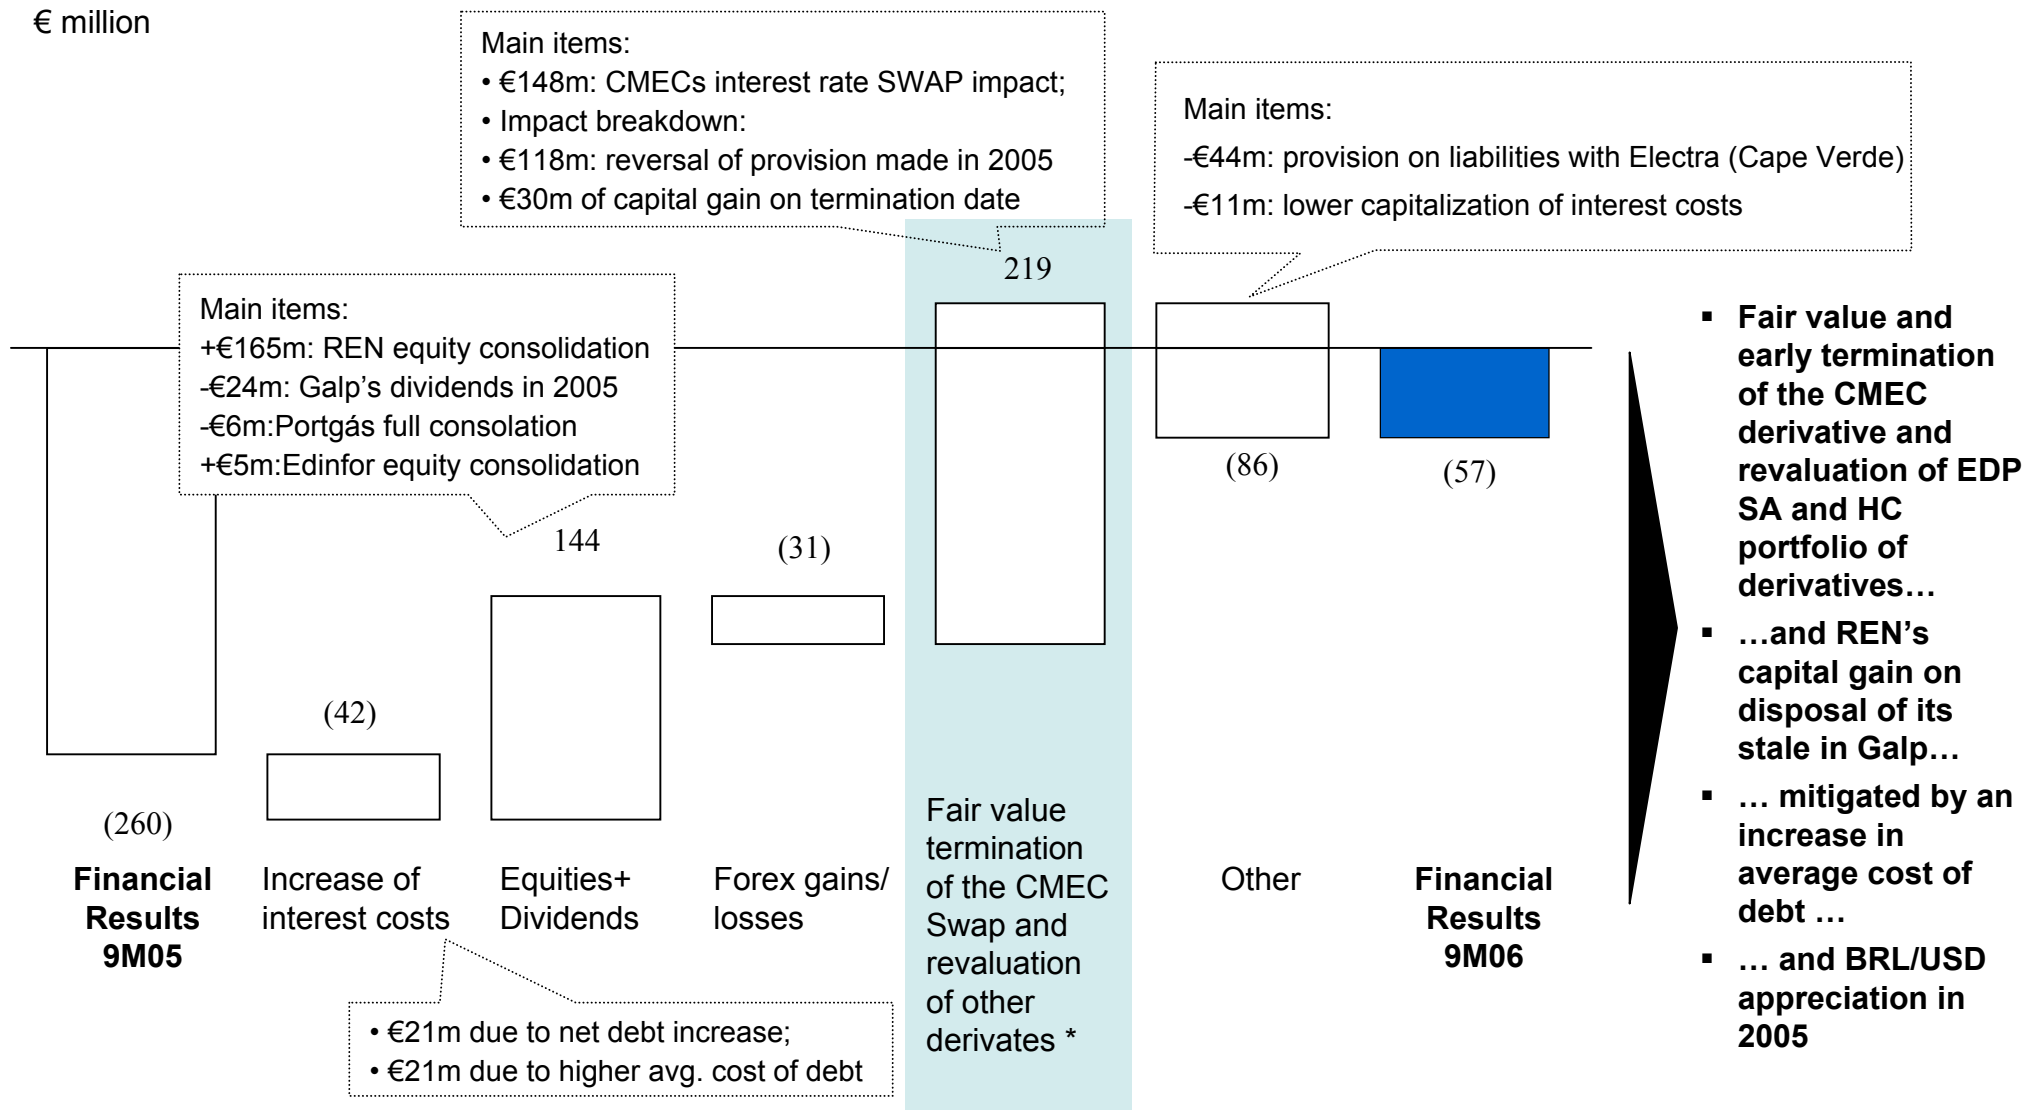 € million
Main items:
• €148m: CMECs interest rate SWAP impact;
• Impact breakdown:
• €118m: reversal of provision made in 2005
• €30m of capital gain on termination date
Main items:
-€44m: provision on liabilities with Electra (Cape Verde)
-€11m: lower capitalization of interest costs
Main items:
+€165m: REN equity consolidation
-€24m: Galp’s dividends in 2005
-€6m:Portgás full consolation
+€5m:Edinfor equity consolidation
(260)
(42)
144
(31)
219
(86)
(57)
Financial
Results
9M05
Increase of
interest costs
Equities+
Dividends
Forex gains/
losses
Fair value
termination
of the CMEC
Swap and
revaluation
of other
derivates *
Other
Financial
Results
9M06
• €21m due to net debt increase;
• €21m due to higher avg. cost of debt
▪ Fair value and
early termination
of the CMEC
derivative and
revaluation of EDP
SA and HC
portfolio of
derivatives…
▪ …and REN’s
capital gain on
disposal of its
stale in Galp…
▪ … mitigated by an
increase in
average cost of
debt …
▪ … and BRL/USD
appreciation in
2005